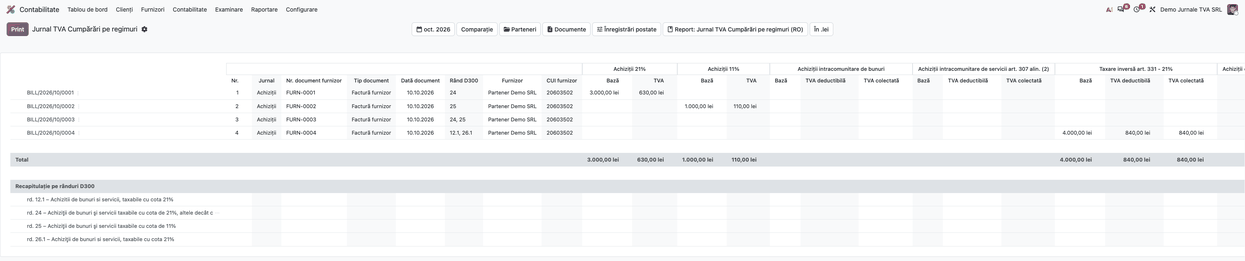 Contabilitate Tablou de bord Clienți Furnizori Contabilitate Examinare Raportare Configurare Demo Jurnale TVA SRL
Print Jurnal TVA Cumpărări pe regimuri oct. 2026 Comparație Parteneri Documente Înregistrări postate Report: Jurnal TVA Cumpărări pe regimuri (RO) În .lei
Achiziții 21% Achiziții 11% Achiziții intracomunitare de bunuri Achiziții intracomunitare de servicii art. 307 alin. (2) Taxare inversă art. 331 - 21%
Nr. Jurnal Nr. document furnizor Tip document Dată document Rând D300 Furnizor CUI furnizor Bază TVA Bază TVA Bază TVA deductibilă TVA colectată Bază TVA deductibilă TVA colectată Bază TVA deductibilă TVA colectată
BILL/2026/10/0001 1 Achiziții FURN-0001 Factură furnizor 10.10.2026 24 Partener Demo SRL 20603502 3.000,00 lei 630,00 lei
BILL/2026/10/0002 2 Achiziții FURN-0002 Factură furnizor 10.10.2026 25 Partener Demo SRL 20603502 1.000,00 lei 110,00 lei
BILL/2026/10/0003 3 Achiziții FURN-0003 Factură furnizor 10.10.2026 24, 25 Partener Demo SRL 20603502
BILL/2026/10/0004 4 Achiziții FURN-0004 Factură furnizor 10.10.2026 12.1, 26.1 Partener Demo SRL 20603502 4.000,00 lei 840,00 lei 840,00 lei
Total 3.000,00 lei 630,00 lei 1.000,00 lei 110,00 lei 4.000,00 lei 840,00 lei 840,00 lei
Recapitulație pe rânduri D300
rd. 12.1 – Achizitii de bunuri si servicii, taxabile cu cota 21%
rd. 24 – Achiziţii de bunuri şi servicii taxabile cu cota de 21%, altele decât c
rd. 25 – Achiziţii de bunuri şi servicii taxabile cu cota de 11%
rd. 26.1 – Achiziţii de bunuri si servicii, taxabile cu cota 21%